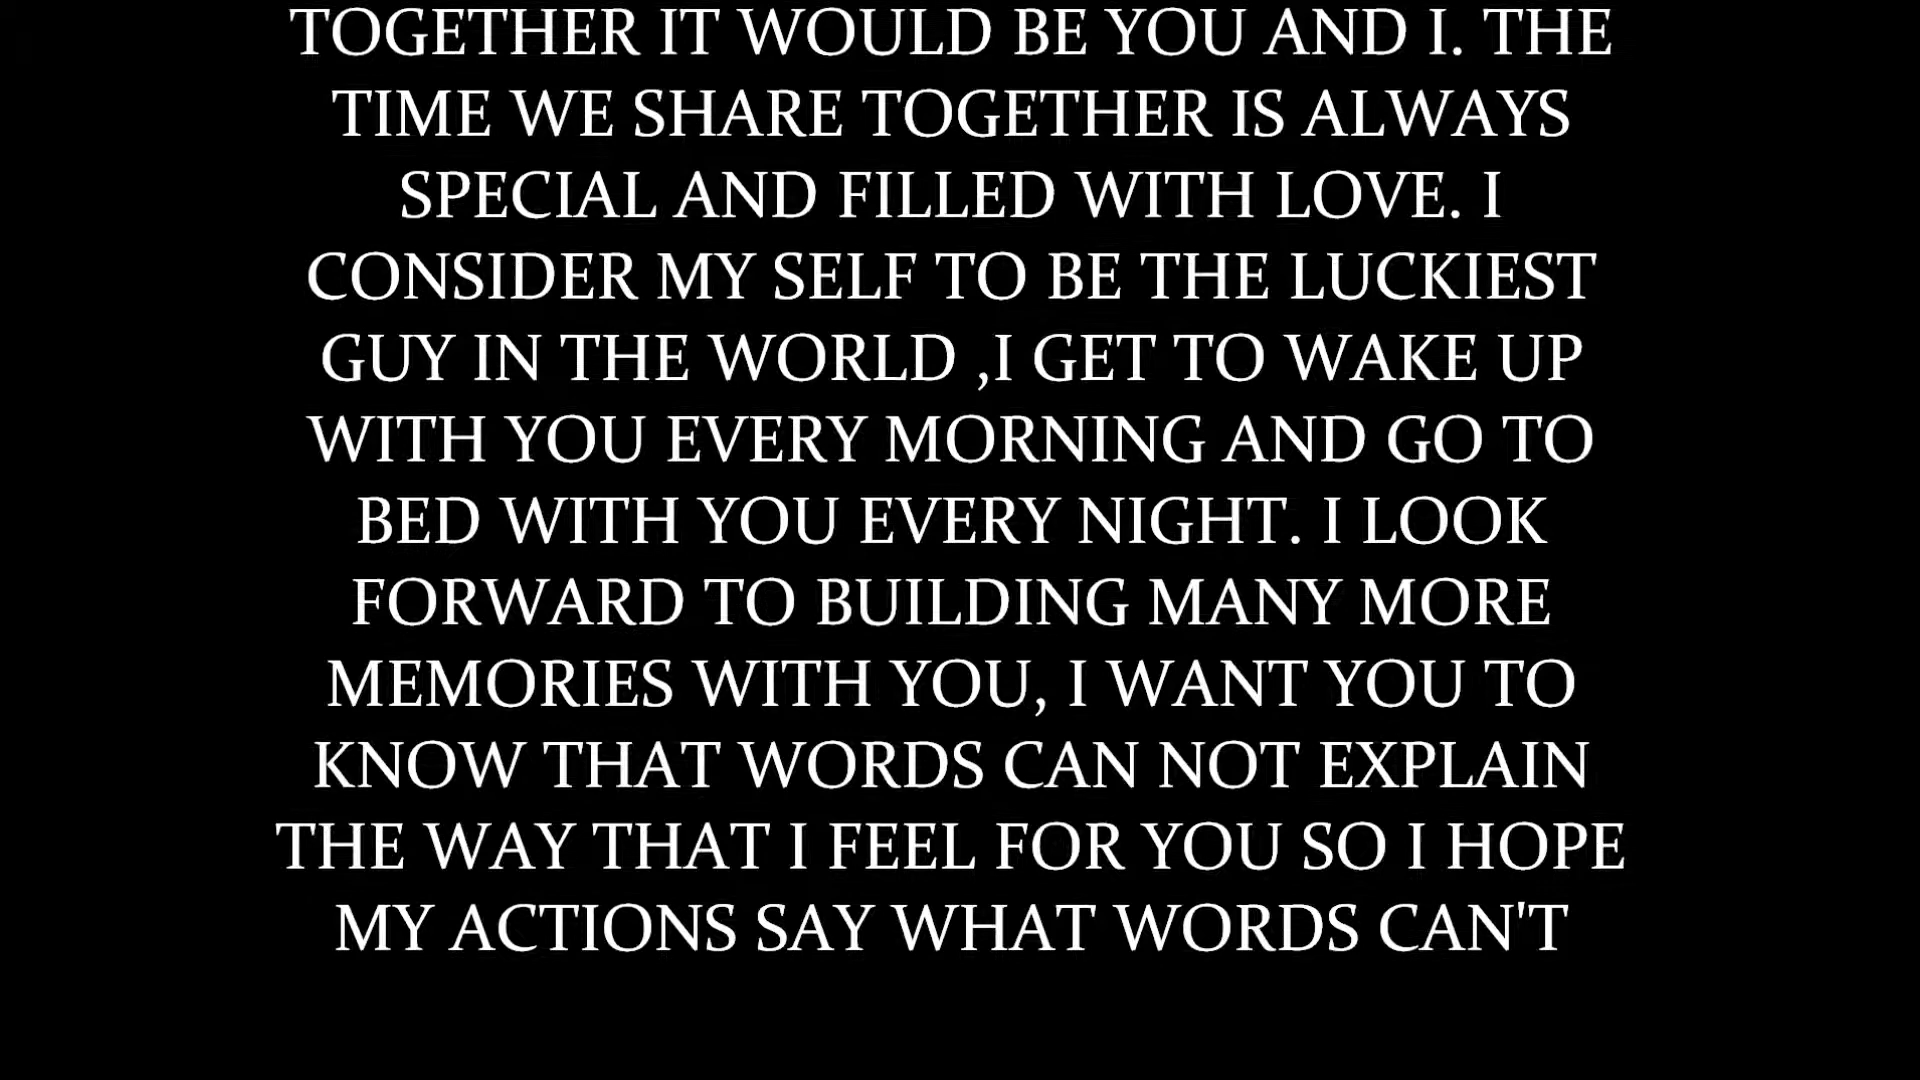 TOGETHER IT WOULD BE YOU AND I. THE
TIME WE SHARE TOGETHER IS ALWAYS
SPECIAL AND FILLED WITH LOVE. I
CONSIDER MY SELF TO BE THE LUCKIEST
GUY IN THE WORLD ,I GET TO WAKE UP
WITH YOU EVERY MORNING AND GO TO
BED WITH YOU EVERY NIGHT. I LOOK
FORWARD TO BUILDING MANY MORE
MEMORIES WITH YOU, I WANT YOU TO
KNOW THAT WORDS CAN NOT EXPLAIN
THE WAY THAT I FEEL FOR YOU SO I HOPE
MY ACTIONS SAY WHAT WORDS CAN'T